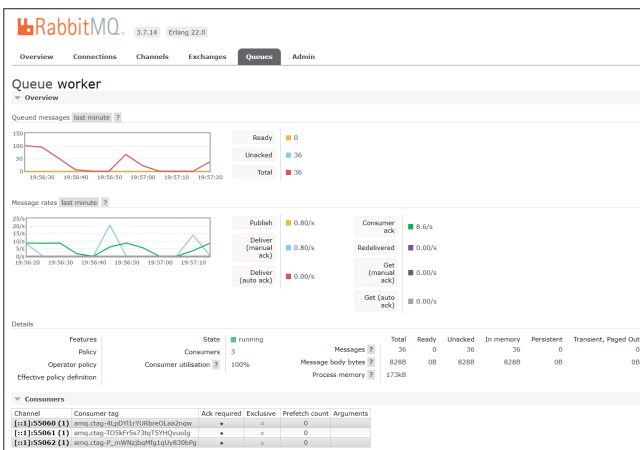 RabbitMQ 3.7.14 Erlang 22.0
Overview Connections Channels Exchanges Queues Admin
Queue worker
Overview
Queued messages last minute ?
150
100
50
0
19:56:30 19:56:40 19:56:50 19:57:00 19:57:10 19:57:20
Ready 0
Unacked 36
Total 36
Message rates last minute ?
25/s
20/s
15/s
10/s
5/s
0/s
19:56:20 19:56:30 19:56:40 19:56:50 19:57:00 19:57:10
Publish 0.80/s
Deliver (manual ack) 0.80/s
Deliver (auto ack) 0.00/s
Consumer ack 8.6/s
Redelivered 0.00/s
Get (manual ack) 0.00/s
Get (auto ack) 0.00/s
Details
Features State running
Policy Consumers 3
Operator policy Consumer utilisation ? 100%
Effective policy definition
Total Ready Unacked In memory Persistent Transient, Paged Out
Messages ? 36 0 36 36 0 0
Message body bytes ? 828B 0B 828B 828B 0B 0B
Process memory ? 173kB
Consumers
Channel Consumer tag Ack required Exclusive Prefetch count Arguments
[::1]:55060 (1) amq.ctag-4LpDYl1rYURbreOLaa2nqw ● ○ 0
[::1]:55061 (1) amq.ctag-TO5kFr5s73tqT5YHQvuoIg ● ○ 0
[::1]:55062 (1) amq.ctag-P_mWNzjbqMfg1qUy830bPg ● ○ 0